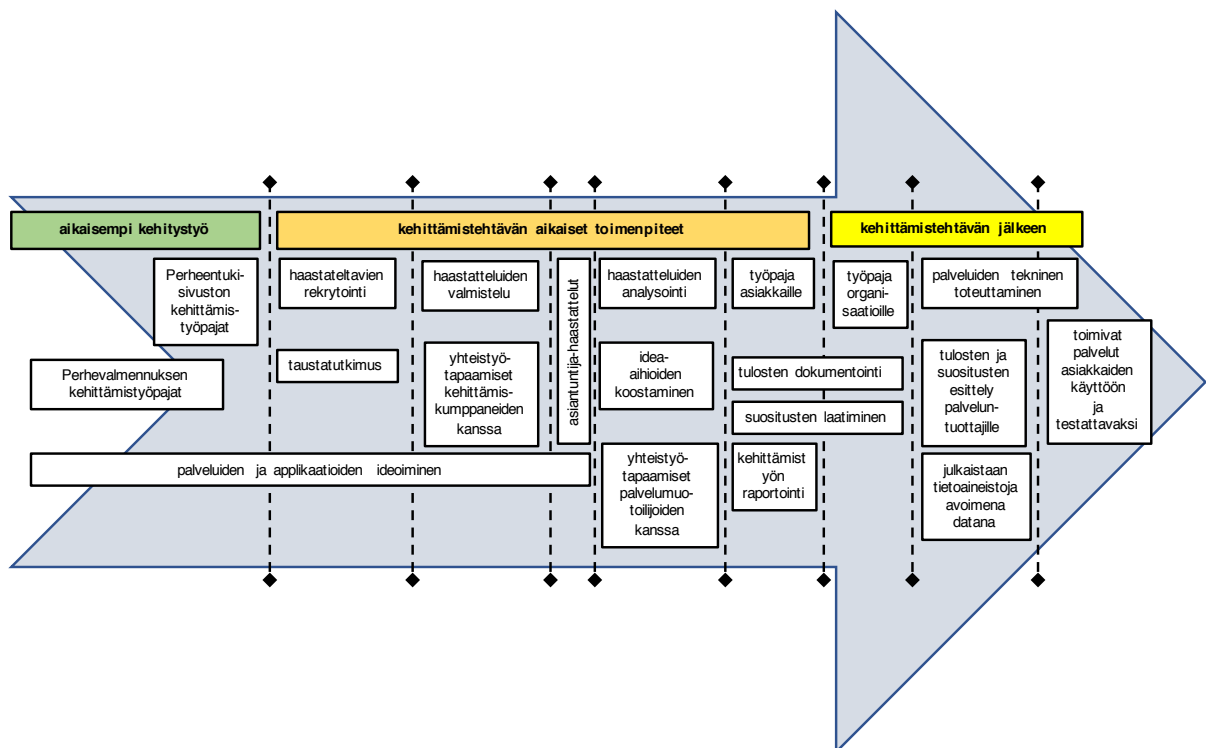 aikaisempi kehitystyö
kehittämistehtävän aikaiset toimenpiteet
kehittämistehtävän jälkeen
Perheentuki-
sivuston
kehittämis-
työpajat
Perhevalmennuksen
kehittämistyöpajat
palveluiden ja applikaatioiden ideoiminen
haastateltavien
rekrytointi
taustatutkimus
haastatteluiden
valmistelu
yhteistyö-
tapaamiset
kehittämis-
kumppaneiden
kanssa
asiantuntija-haastattelut
haastatteluiden
analysointi
idea-
aihioiden
koostaminen
yhteistyö-
tapaamiset
palvelumuo-
toilijoiden
kanssa
työpaja
asiakkaille
tulosten dokumentointi
suositusten laatiminen
kehittämist
yön
raportointi
työpaja
organi-
saatioille
palveluiden tekninen
toteuttaminen
tulosten ja
suositusten
esittely
palvelun-
tuottajille
julkaistaan
tietoaineistoja
avoimena
datana
toimivat
palvelut
asiakkaiden
käyttöön
ja
testattavaksi